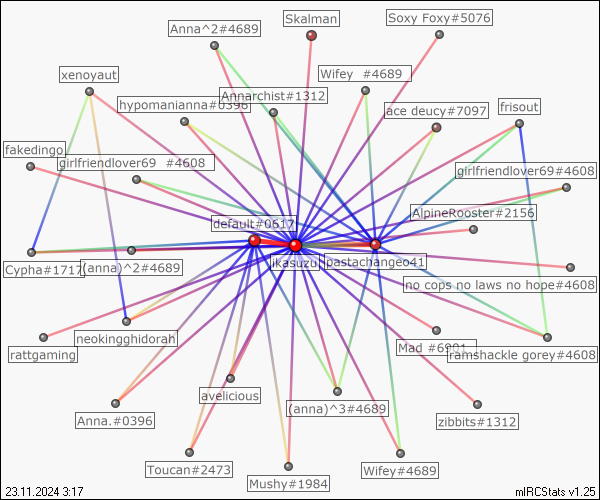 Skalman
Soxy Foxy#5076
Anna^2#4689
xenoyaut
Wifey  #4689
Annarchist#1312
hypomanianna#0396
ace deucy#7097
frisout
fakedingo
girlfriendlover69  #4608
girlfriendlover69#4608
default#0617
AlpineRooster#2156
Cypha#1717
(anna)^2#4689
ikasuzu
pastachangeo41
no cops no laws no hope#4608
rattgaming
neokingghidorah
Mad #6901
ramshackle gorey#4608
avelicious
(anna)^3#4689
Anna.#0396
zibbits#1312
Toucan#2473
Mushy#1984
Wifey#4689
23.11.2024 3:17
mIRCStats v1.25